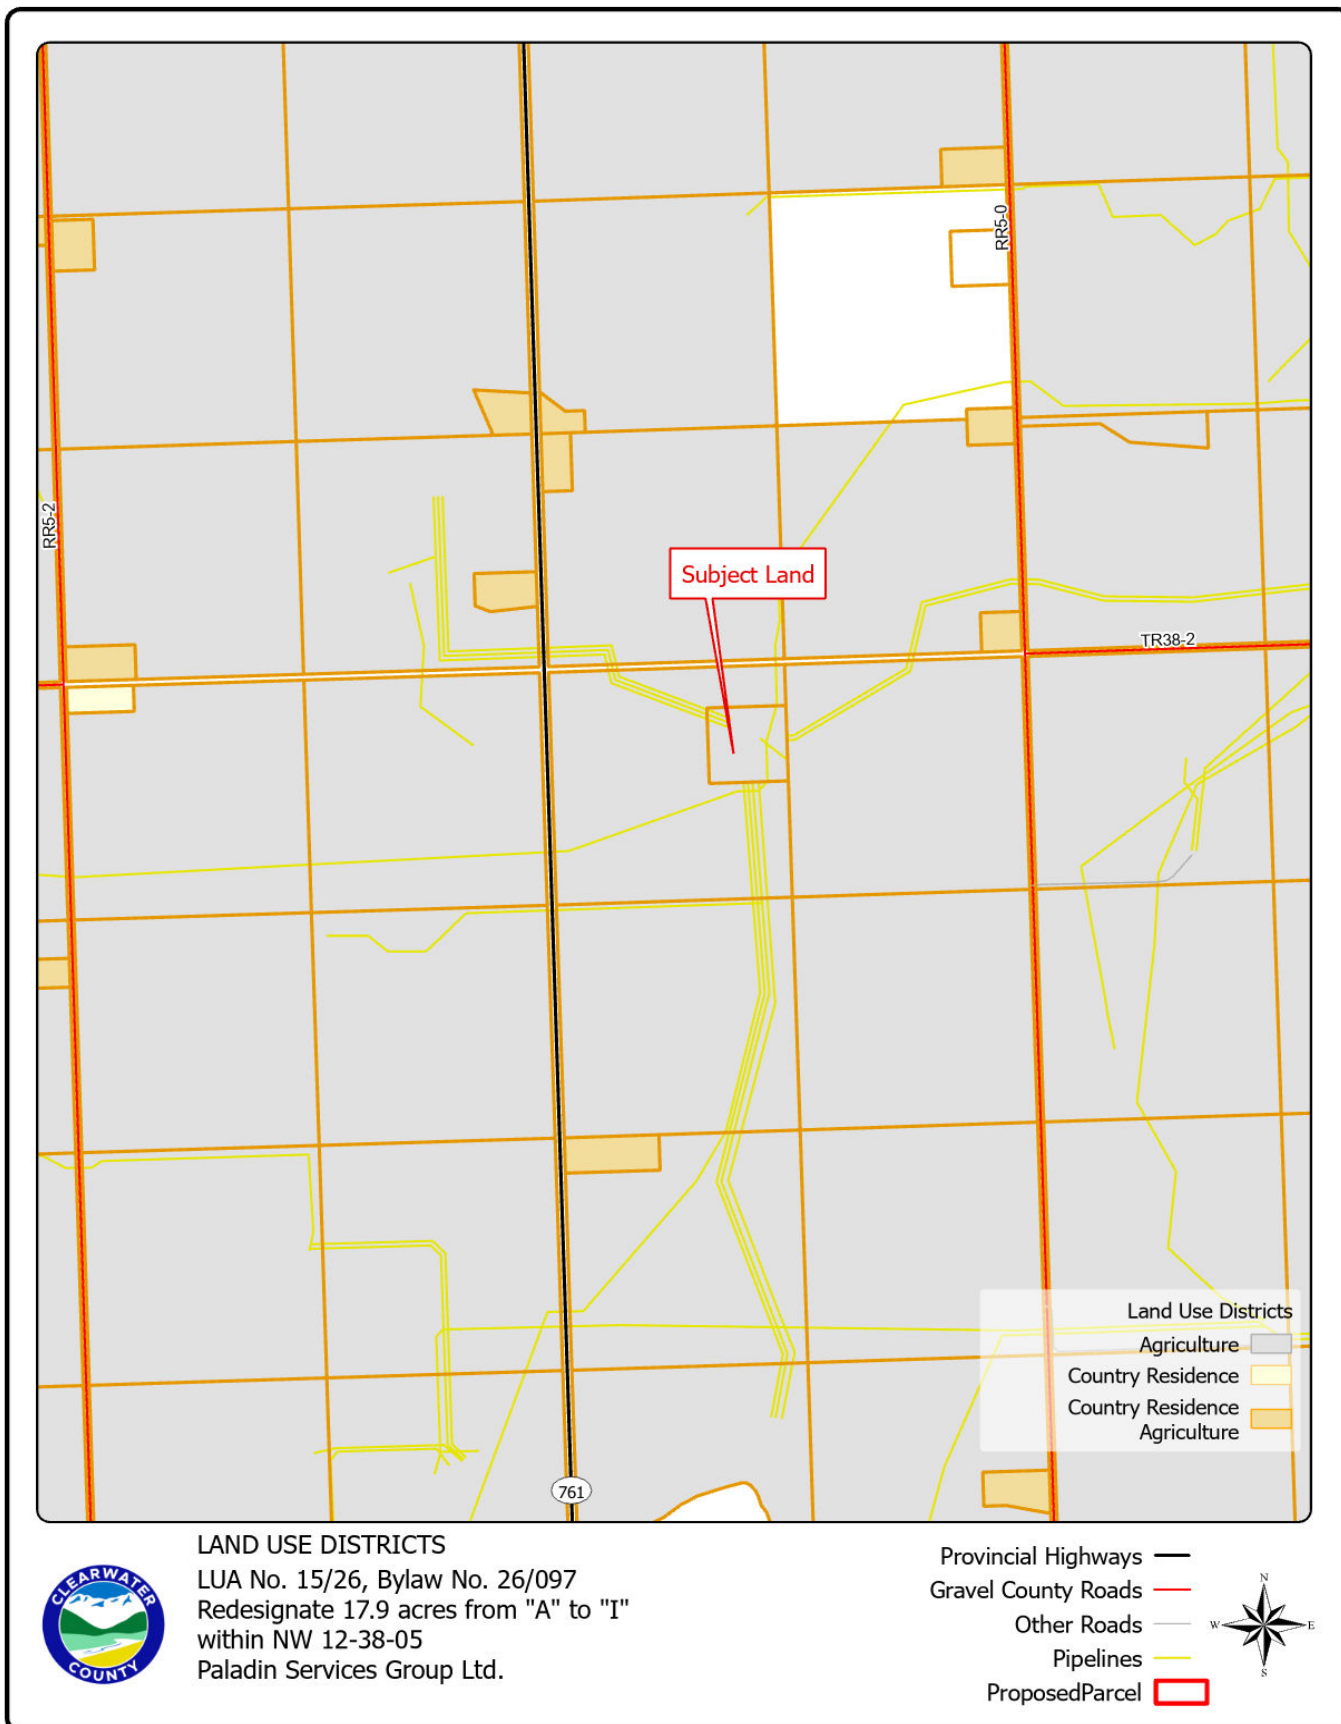 RR5-0
RR5-2
Subject Land
TR38-2
Land Use Districts
Agriculture
Country Residence
Country Residence
Agriculture
761
CLEARWATER
COUNTY
LAND USE DISTRICTS
LUA No. 15/26, Bylaw No. 26/097
Redesignate 17.9 acres from "A" to "I"
within NW 12-38-05
Paladin Services Group Ltd.
Provincial Highways
Gravel County Roads
Other Roads
Pipelines
ProposedParcel
N
W
E
S